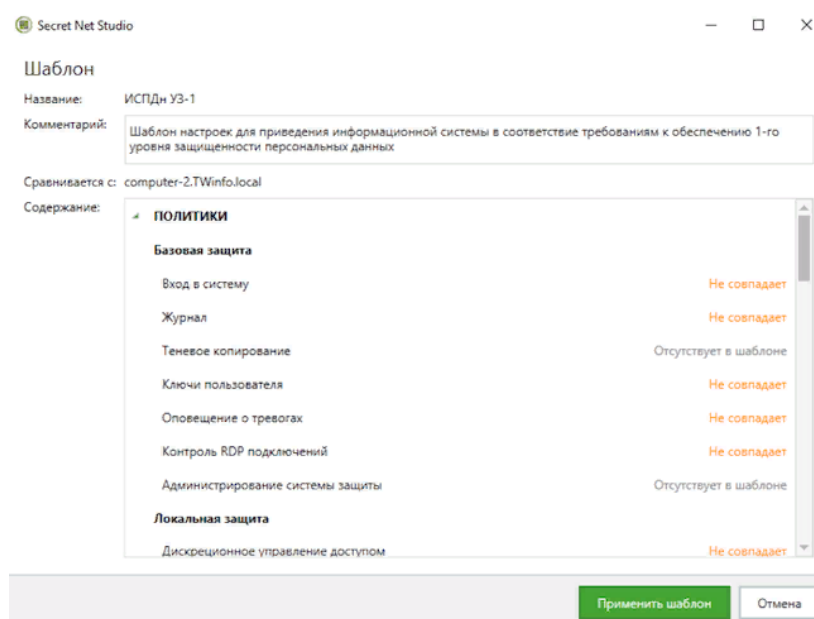 Secret Net Studio
Шаблон
Название: ИСПДн УЗ-1
Комментарий: Шаблон настроек для приведения информационной системы в соответствие требованиям к обеспечению 1-го
уровня защищенности персональных данных
Сравнивается с: computer-2.TWinfo.local
Содержание: ПОЛИТИКИ
Базовая защита
Вход в систему Не совпадает
Журнал Не совпадает
Теневое копирование Отсутствует в шаблоне
Ключи пользователя Не совпадает
Оповещение о тревогах Не совпадает
Контроль RDP подключений Не совпадает
Администрирование системы защиты Отсутствует в шаблоне
Локальная защита
Дискреционное управление доступом Не совпадает
Применить шаблон Отмена